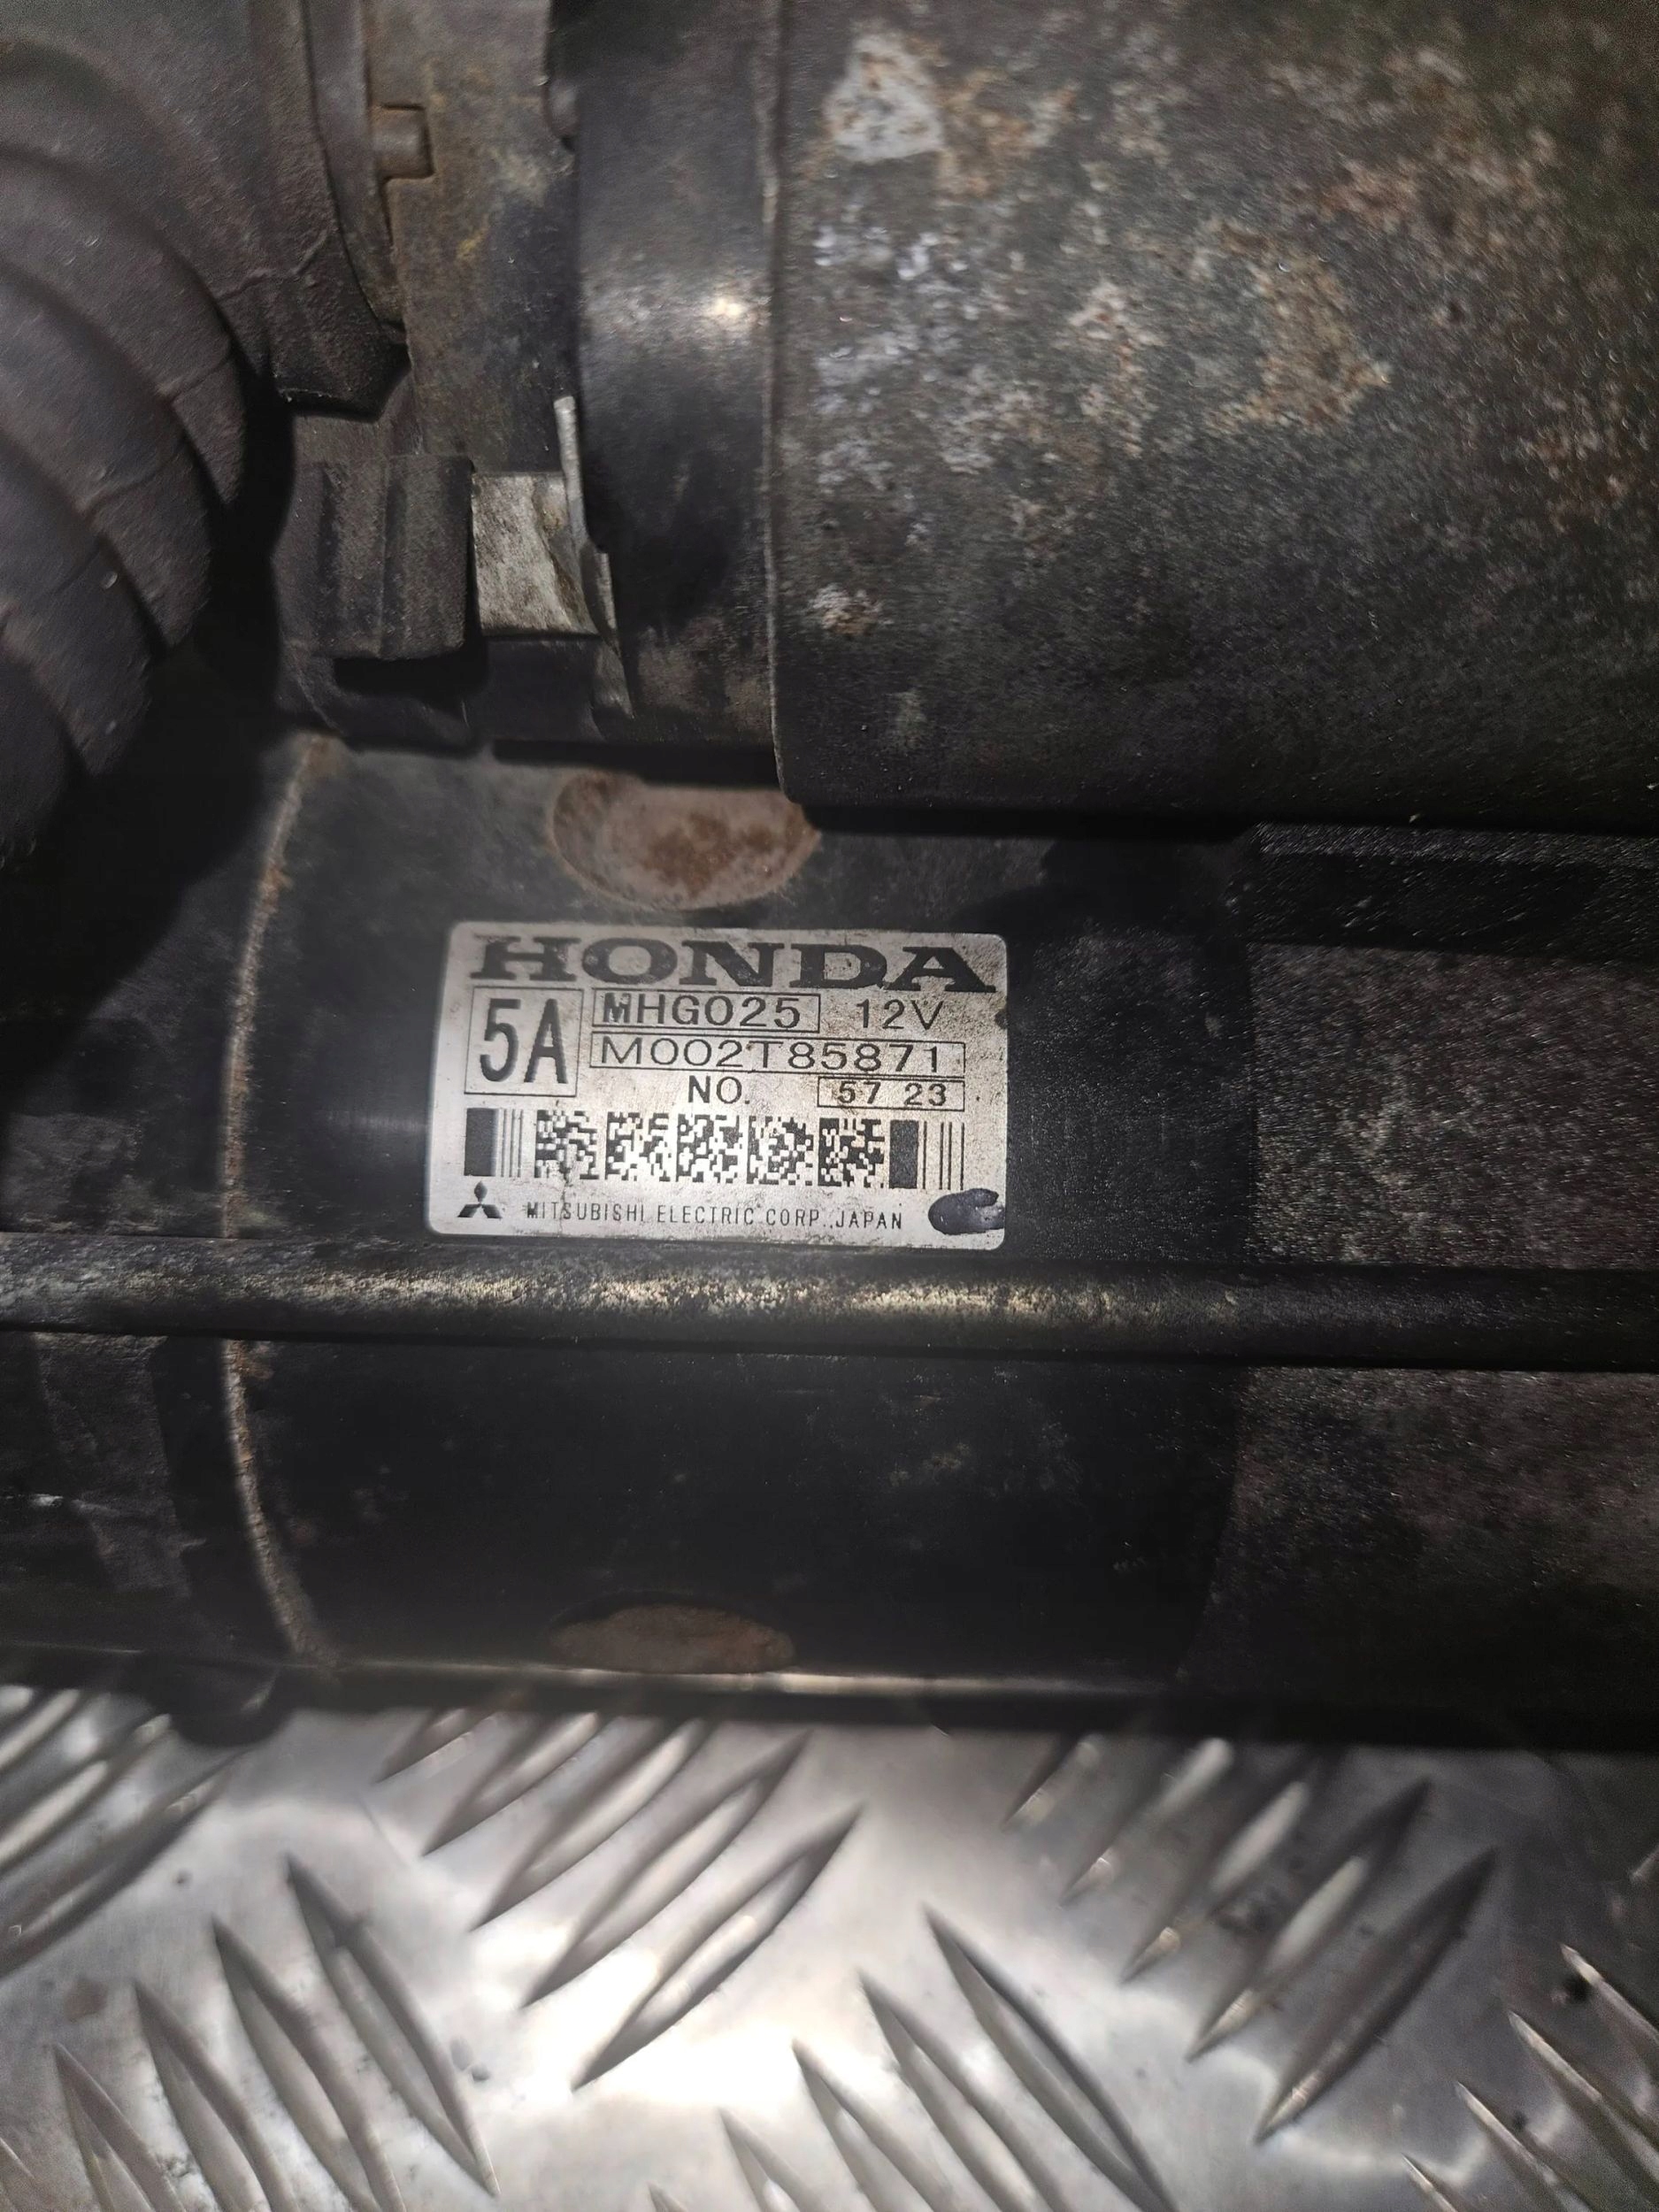 HONDA
5A MHG025 12V
M002T85871
NO. 57 23
MITSUBISHI ELECTRIC CORP., JAPAN